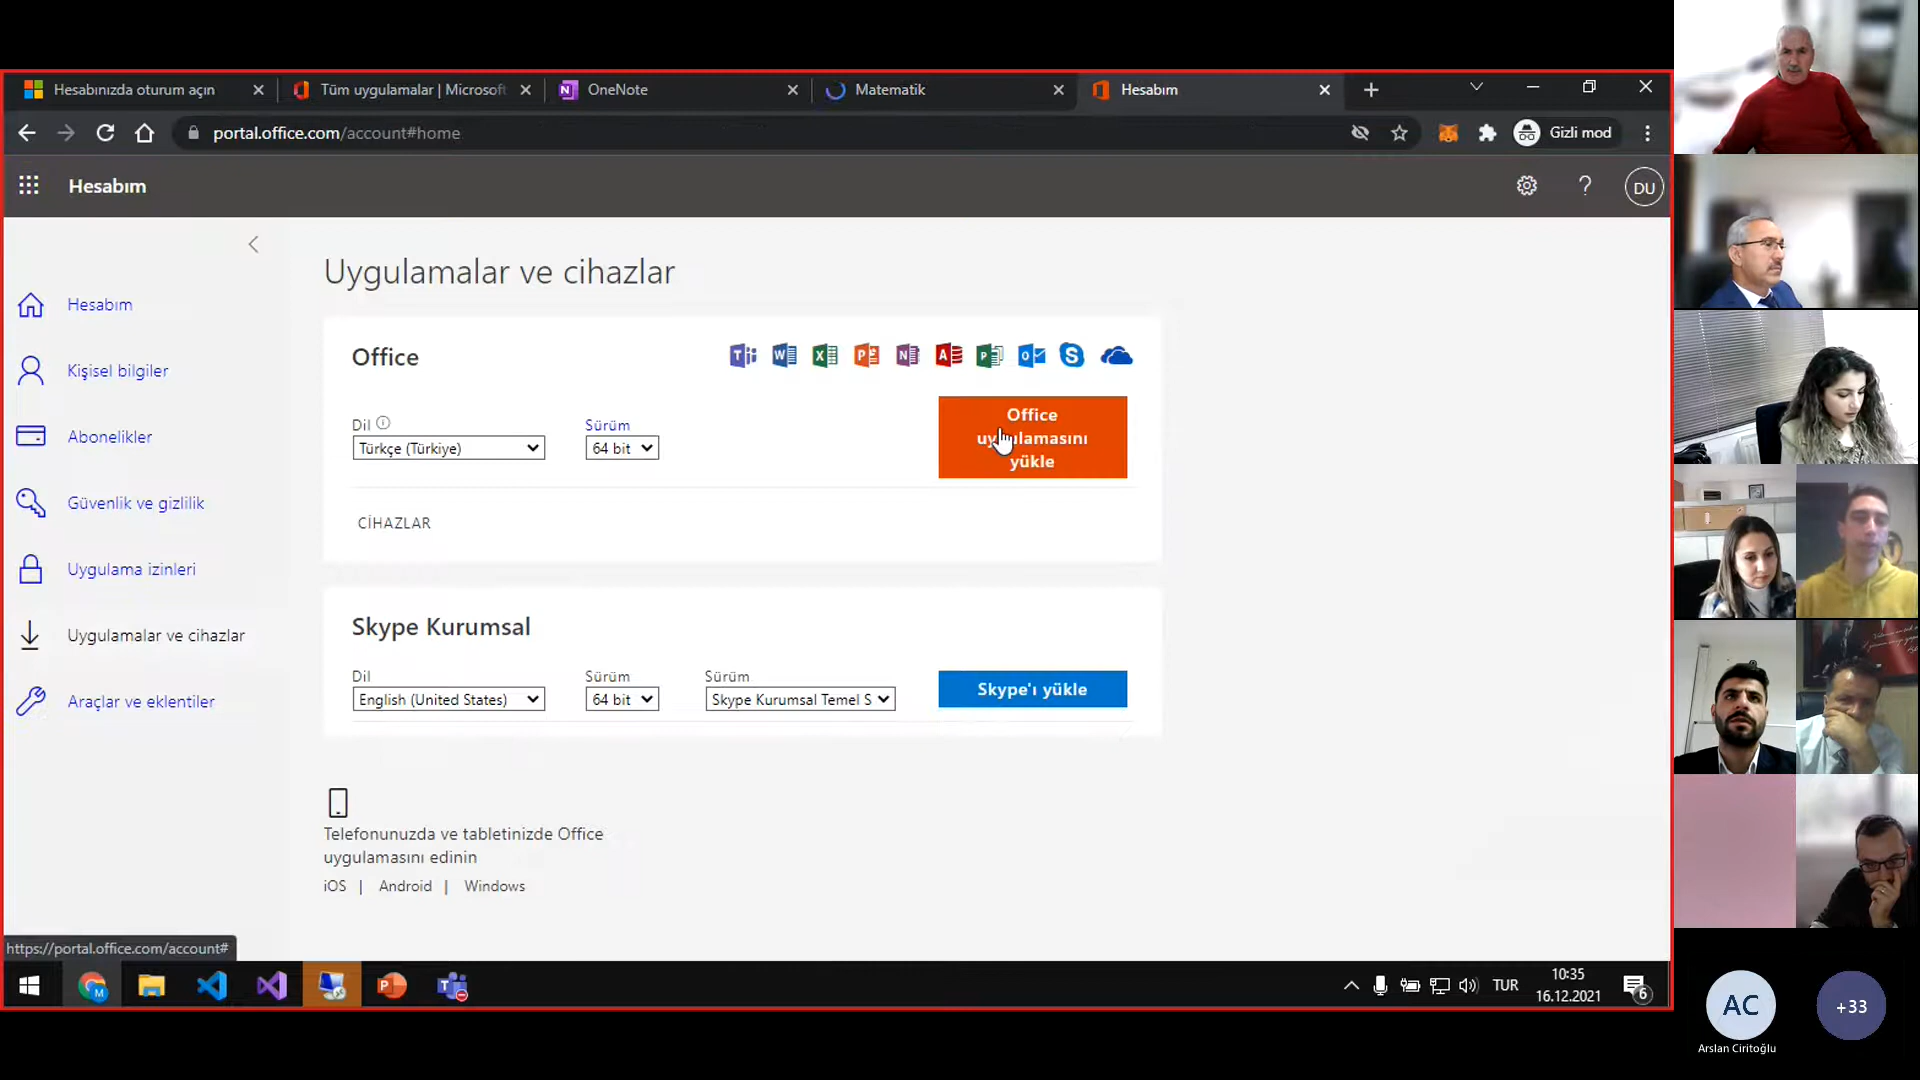 Hesabınızda oturum açın
Tüm uygulamalar | Microsoft
OneNote
Matematik
Hesabım
portal.office.com/account#home
Gizli mod
Hesabım
DU
Uygulamalar ve cihazlar
Hesabım
Kişisel bilgiler
Abonelikler
Güvenlik ve gizlilik
Uygulama izinleri
Uygulamalar ve cihazlar
Araçlar ve eklentiler
Office
Dil
Sürüm
Türkçe (Türkiye)
64 bit
Office
uygulamasını
yükle
CİHAZLAR
Skype Kurumsal
Dil
Sürüm
Sürüm
English (United States)
64 bit
Skype Kurumsal Temel S
Skype'ı yükle
Telefonunuzda ve tabletinizde Office
uygulamasını edinin
iOS | Android | Windows
https://portal.office.com/account#
TUR
10:35
16.12.2021
6
AC
Arslan Ciritoğlu
+33